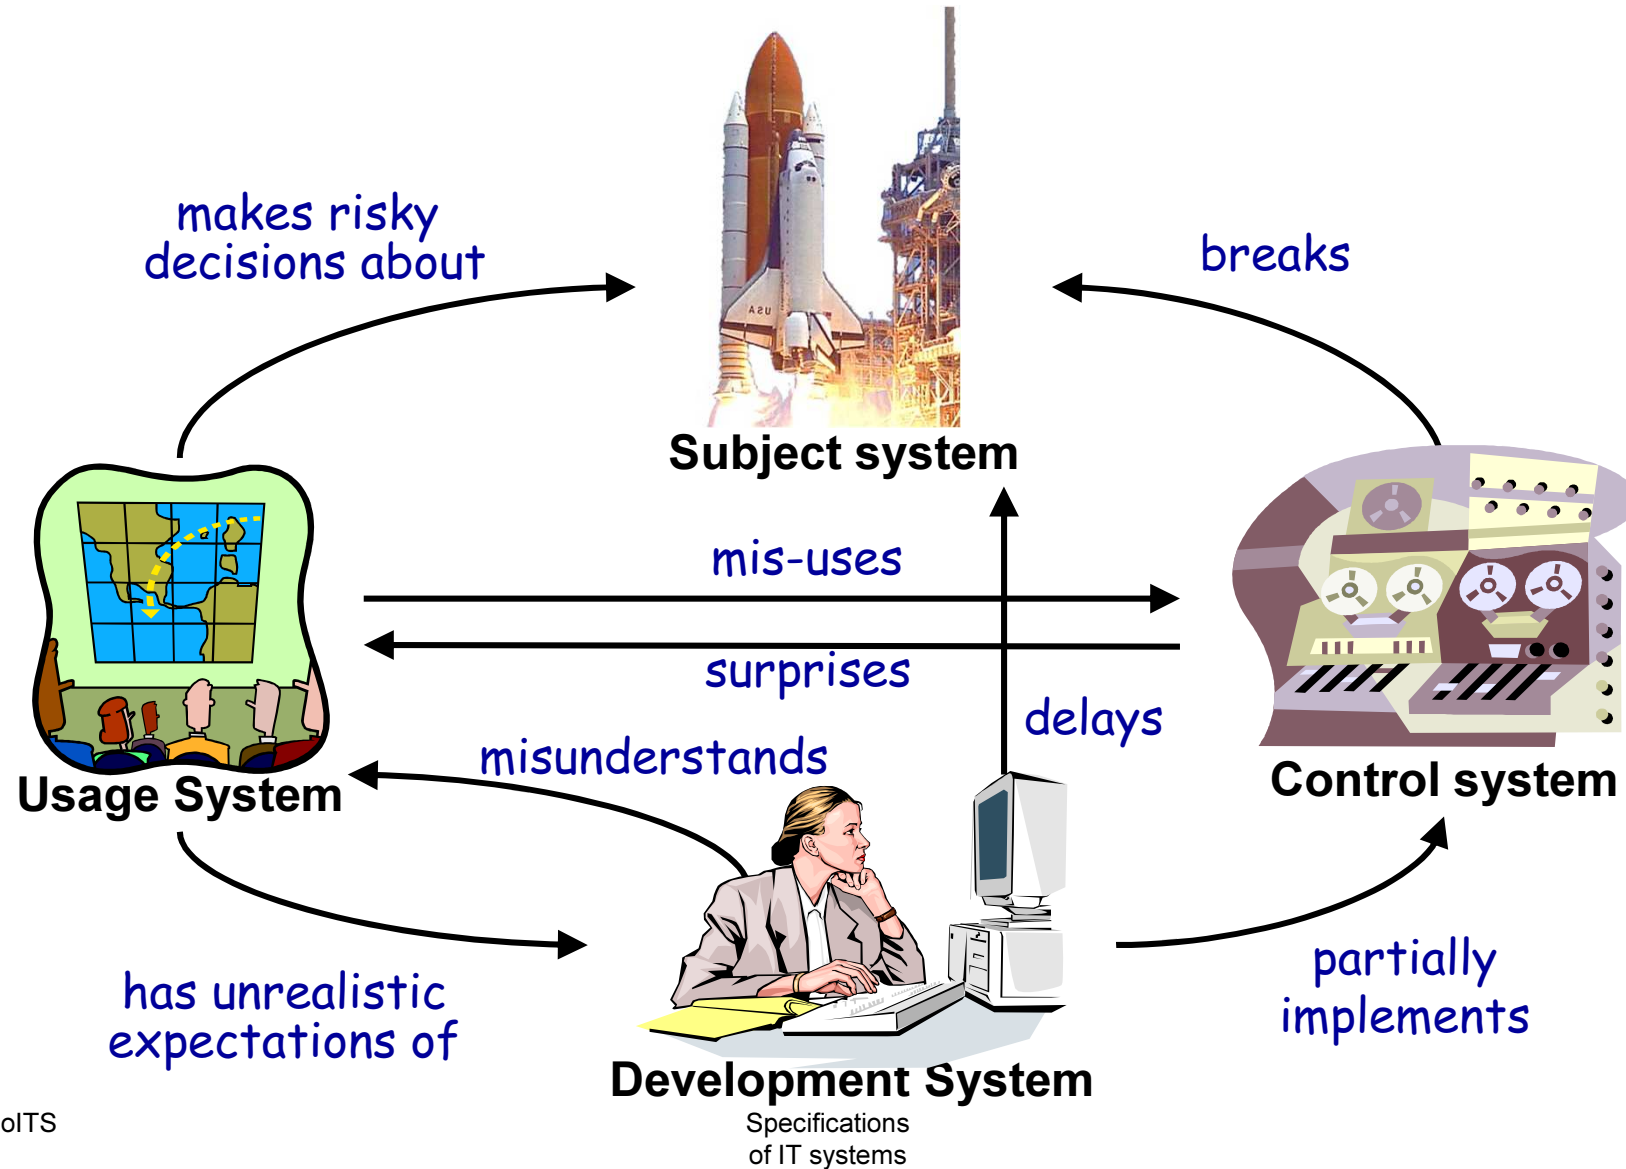 makes risky
decisions about
breaks
USA
Subject system
mis-uses
surprises
delays
misunderstands
Usage System
Control system
has unrealistic
expectations of
partially
implements
Development System
oITS
Specifications
of IT systems